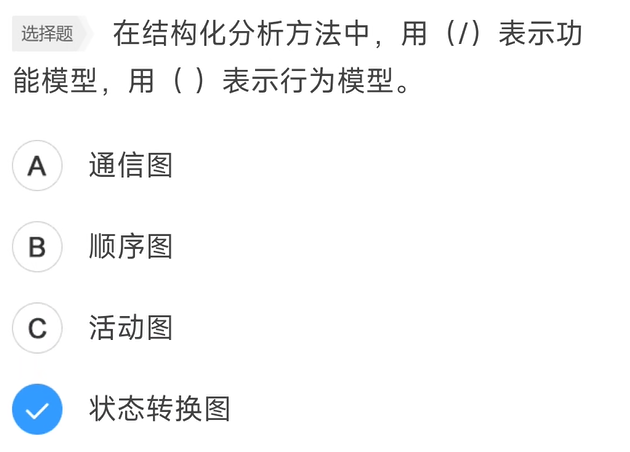 选择题 在结构化分析方法中，用（/）表示功
能模型，用（ ）表示行为模型。
A 通信图
B 顺序图
C 活动图
状态转换图